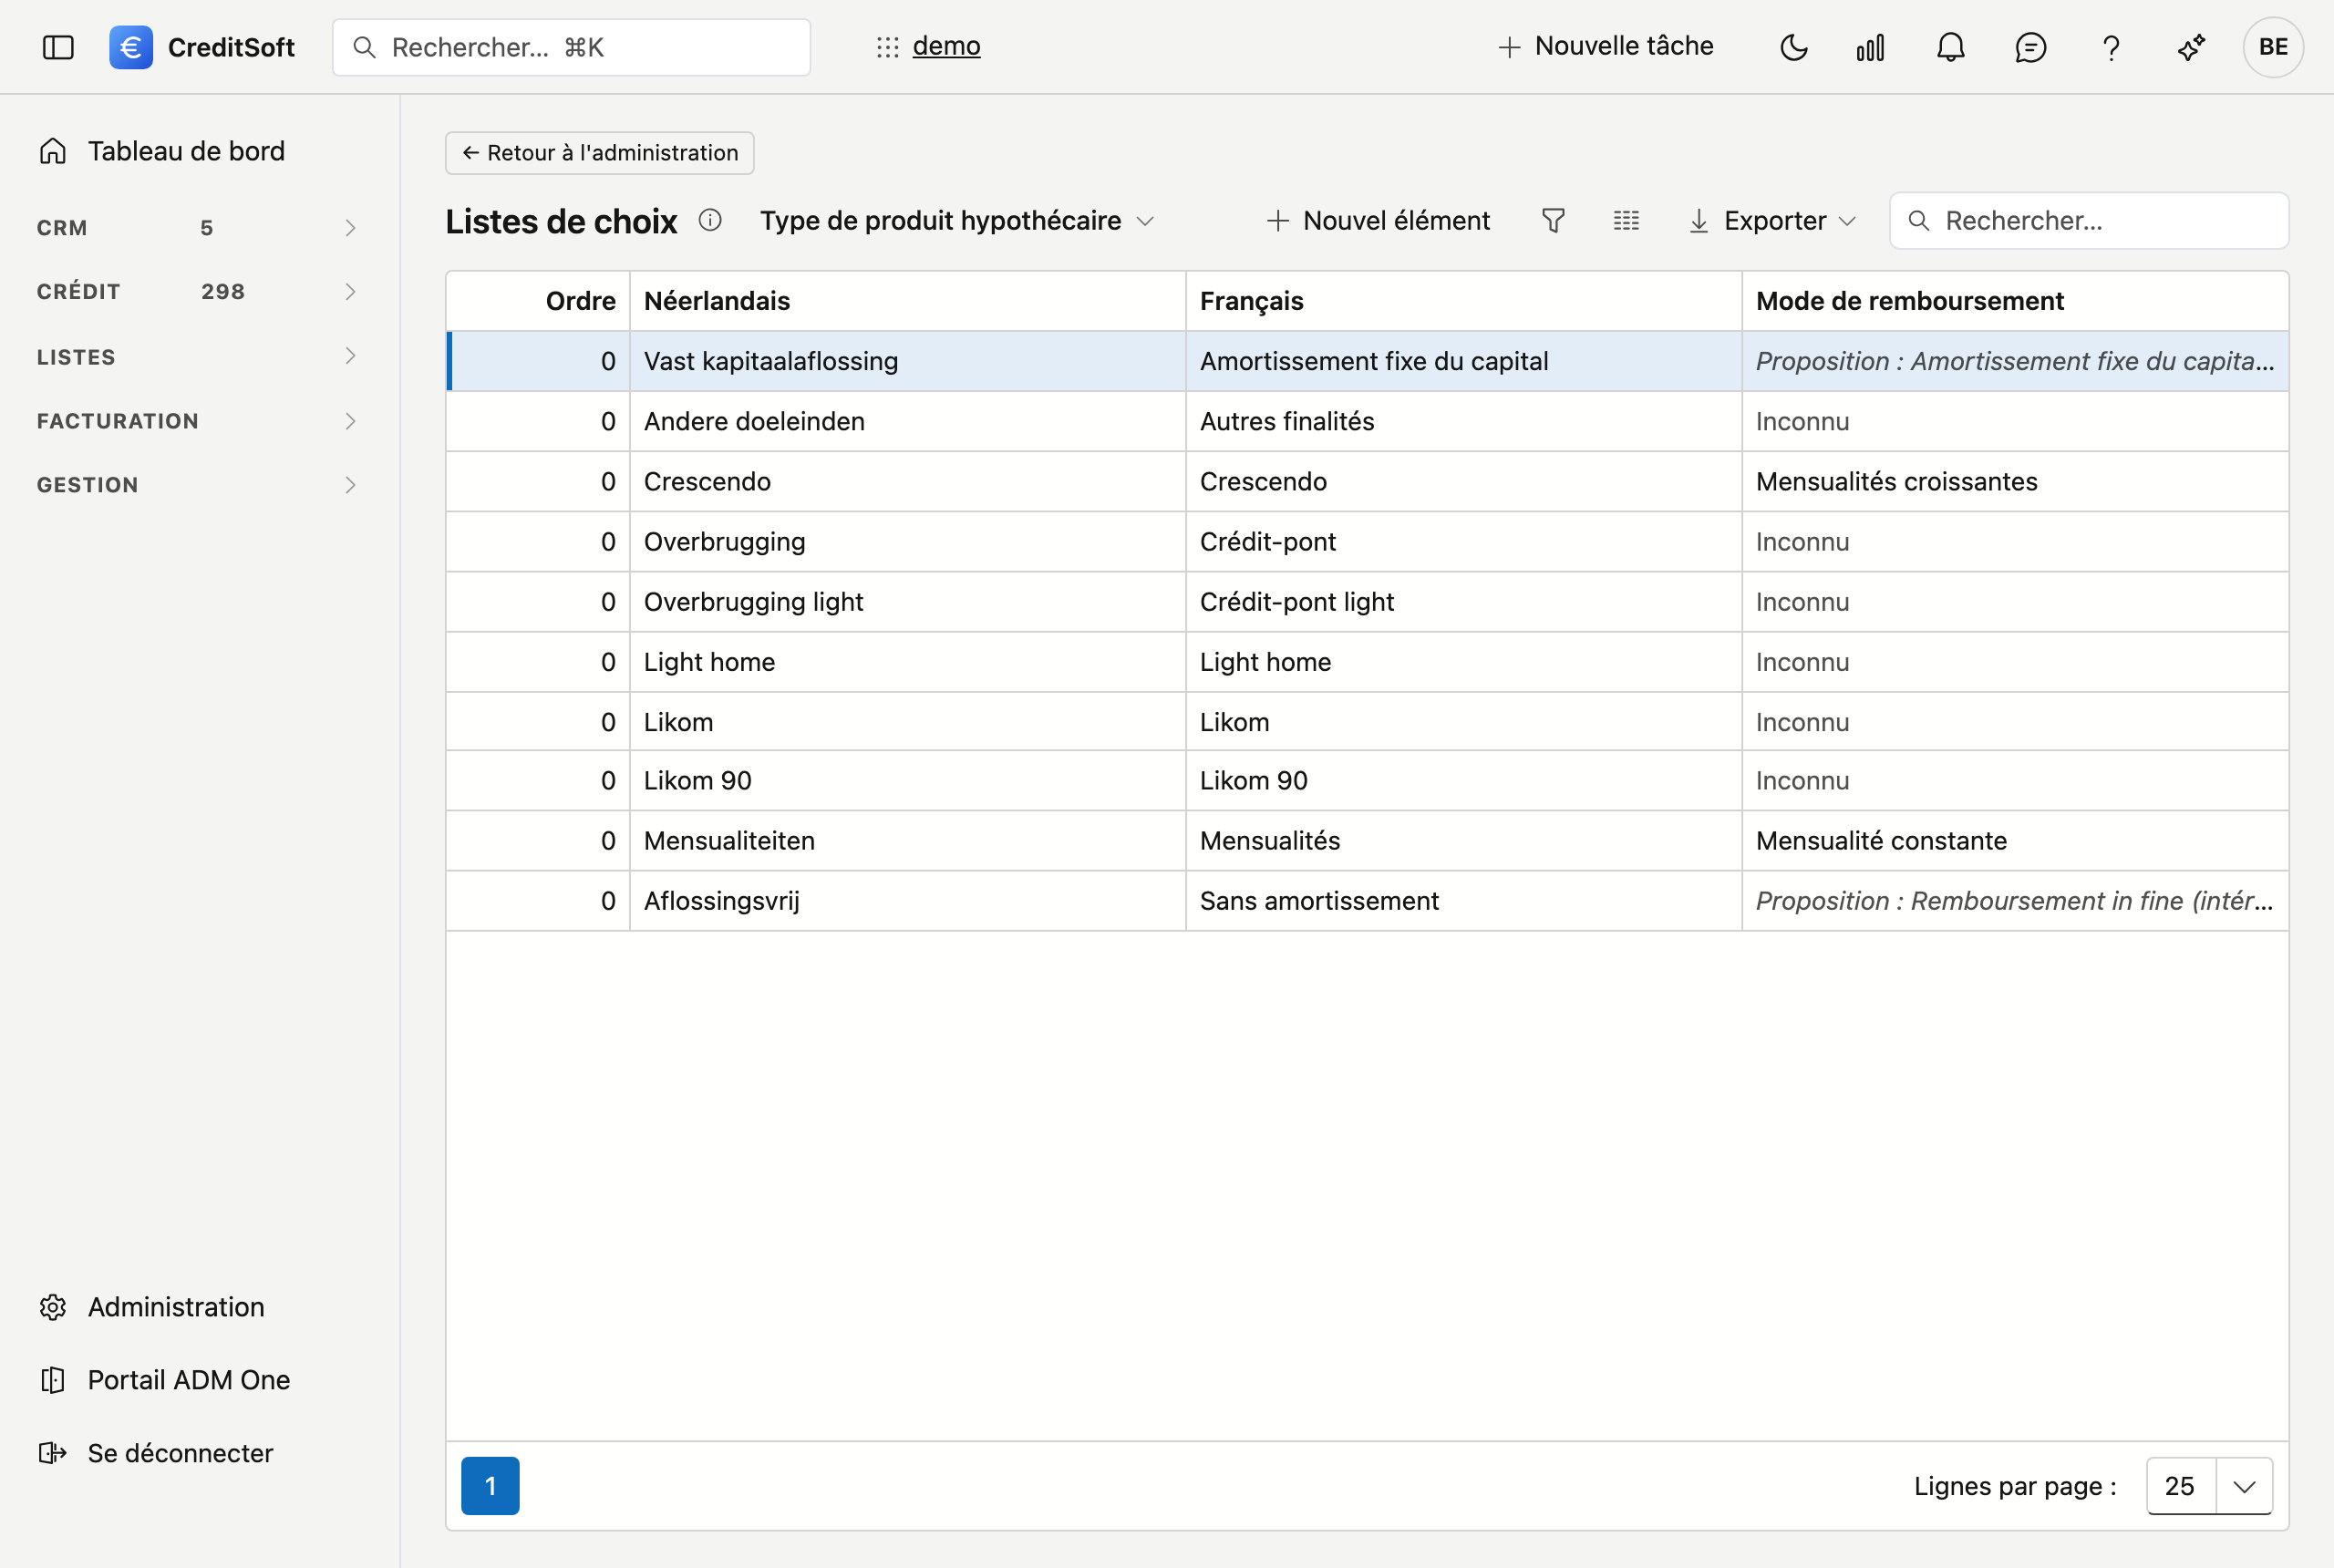 € CreditSoft
Rechercher... ⌘K
demo
Nouvelle tâche
BE
Tableau de bord
CRM 5
CRÉDIT 298
LISTES
FACTURATION
GESTION
Administration
Portail ADM One
Se déconnecter
← Retour à l'administration
Listes de choix
Type de produit hypothécaire
Nouvel élément
Exporter
Rechercher...
Ordre Néerlandais Français Mode de remboursement
0 Vast kapitaalaflossing Amortissement fixe du capital Proposition : Amortissement fixe du capita...
0 Andere doeleinden Autres finalités Inconnu
0 Crescendo Crescendo Mensualités croissantes
0 Overbrugging Crédit-pont Inconnu
0 Overbrugging light Crédit-pont light Inconnu
0 Light home Light home Inconnu
0 Likom Likom Inconnu
0 Likom 90 Likom 90 Inconnu
0 Mensualiteiten Mensualités Mensualité constante
0 Aflossingsvrij Sans amortissement Proposition : Remboursement in fine (intér...
1
Lignes par page : 25